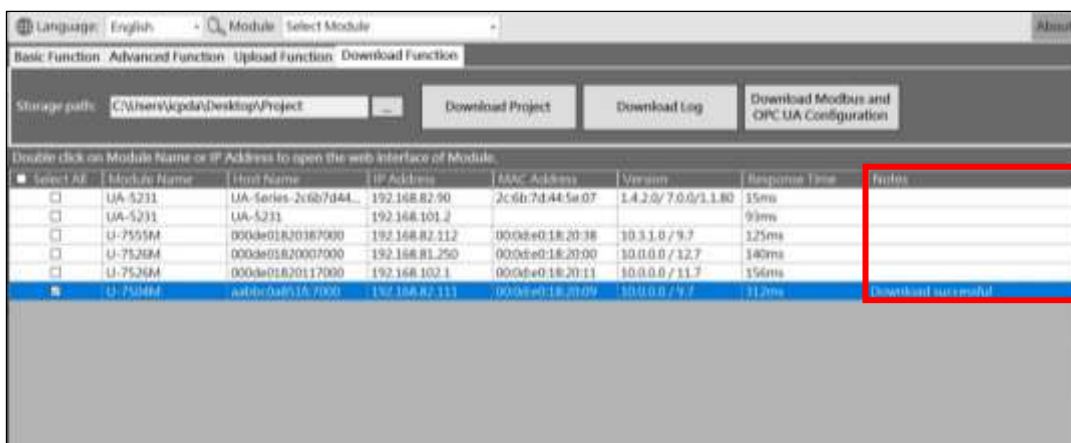 Language: English Module Select Module About
Basic Function Advanced Function Upload Function Download Function
Storage path: C:\Users\icpda\Desktop\Project ... Download Project Download Log Download Modbus and
OPC UA Configuration
Double click on Module Name or IP Address to open the web interface of Module.
Select All Module Name Host Name IP Address MAC Address Version Response Time Notes
UA-5231 UA-Series-2c6b7d44... 192.168.82.90 2c:6b:7d:44:5e:07 1.4.2.0/ 7.0.0/1.1.80 15ms
UA-5231 UA-5231 192.168.101.2 93ms
U-7555M 000de01820387000 192.168.82.112 00:0d:e0:18:20:38 10.3.1.0 / 9.7 125ms
U-7526M 000de01820007000 192.168.81.250 00:0d:e0:18:20:00 10.0.0.0 / 12.7 140ms
U-7526M 000de01820117000 192.168.102.1 00:0d:e0:18:20:11 10.0.0.0 / 11.7 156ms
U-7504M 192.168.82.111 00:0d:e0:18:20:09 10.0.0.0 / 9.7 312ms Download successful